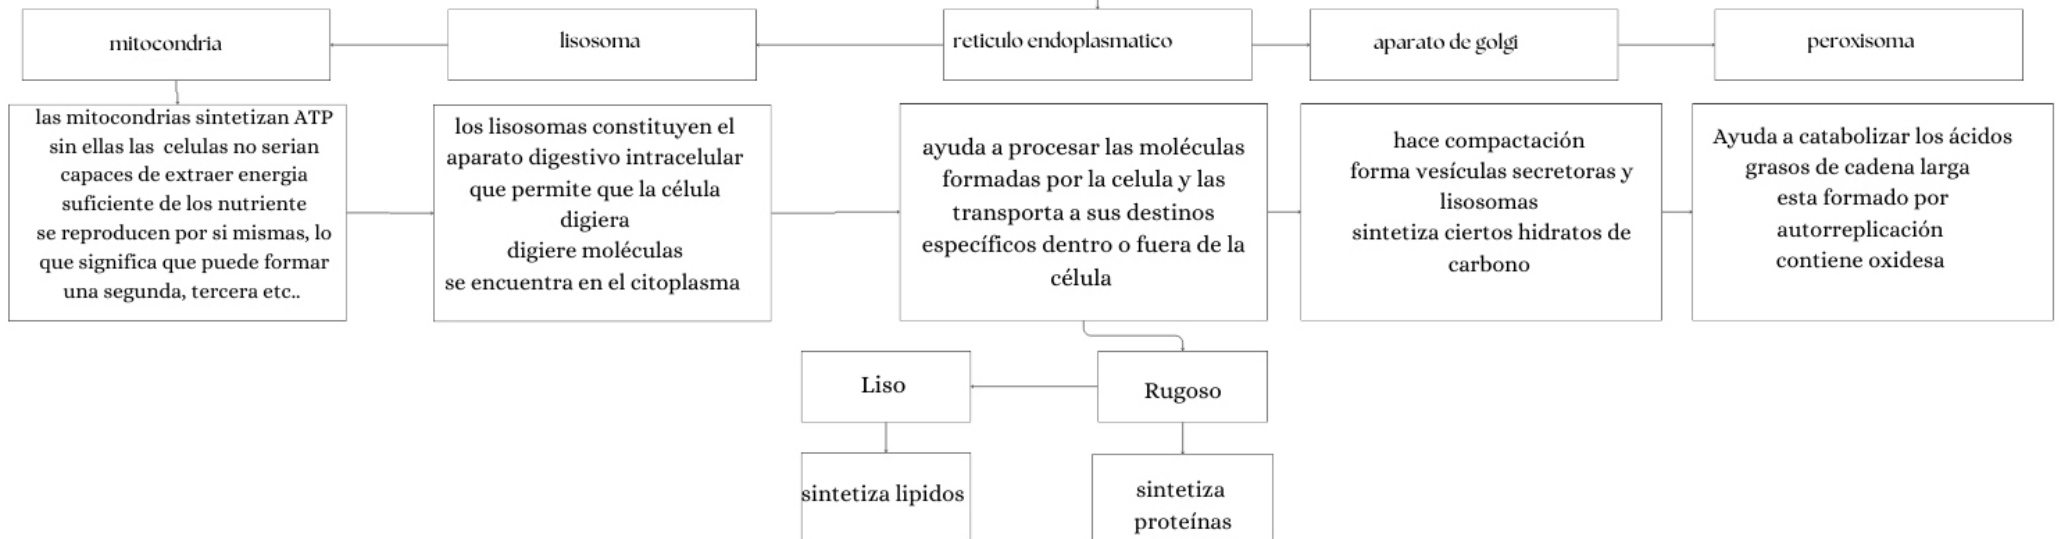 mitocondria
lisosoma
reticulo endoplasmatico
aparato de golgi
peroxisoma
las mitocondrias sintetizan ATP
sin ellas las celulas no serian
capaces de extraer energia
suficiente de los nutriente
se reproducen por si mismas, lo
que significa que puede formar
una segunda, tercera etc..
los lisosomas constituyen el
aparato digestivo intracelular
que permite que la célula
digiera
digiere moléculas
se encuentra en el citoplasma
ayuda a procesar las moléculas
formadas por la celula y las
transporta a sus destinos
específicos dentro o fuera de la
célula
hace compactación
forma vesículas secretoras y
lisosomas
sintetiza ciertos hidratos de
carbono
Ayuda a catabolizar los ácidos
grasos de cadena larga
esta formado por
autorreplicación
contiene oxidesa
Liso
Rugoso
sintetiza lipidos
sintetiza
proteínas